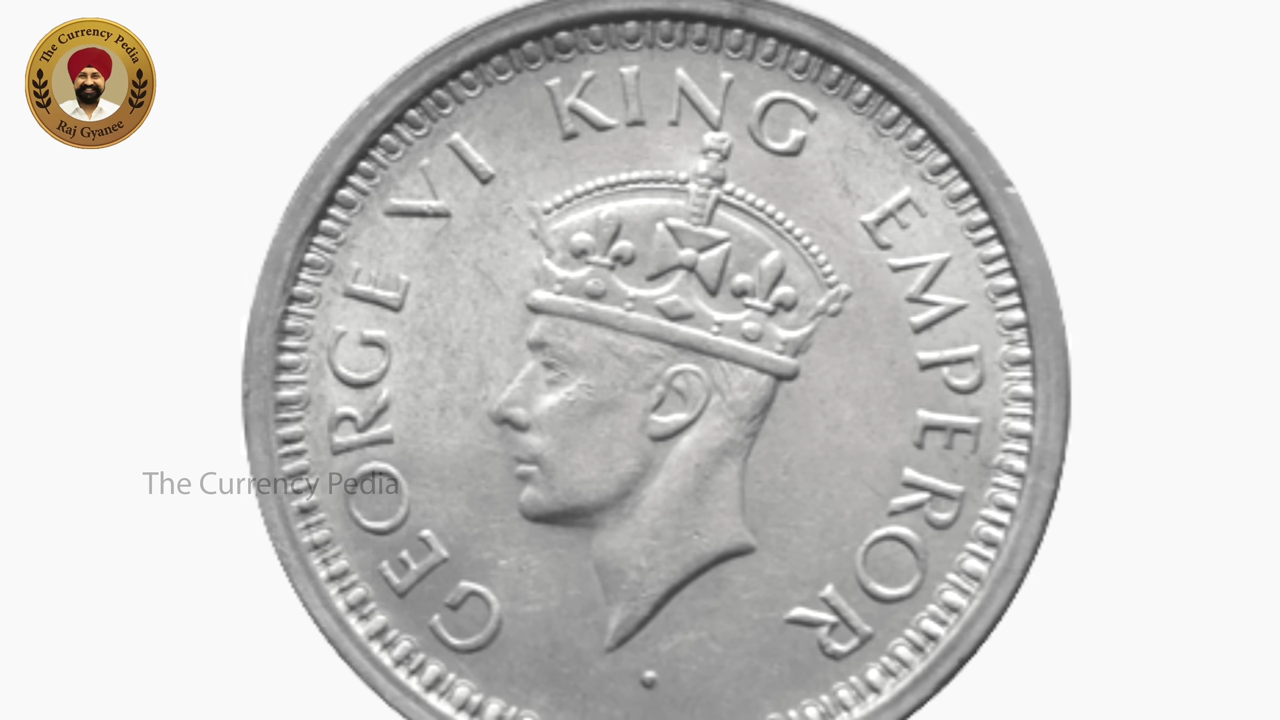 The Currency Pedia
Raj Gyanee
GEORGE VI KING EMPEROR
The Currency Pedia